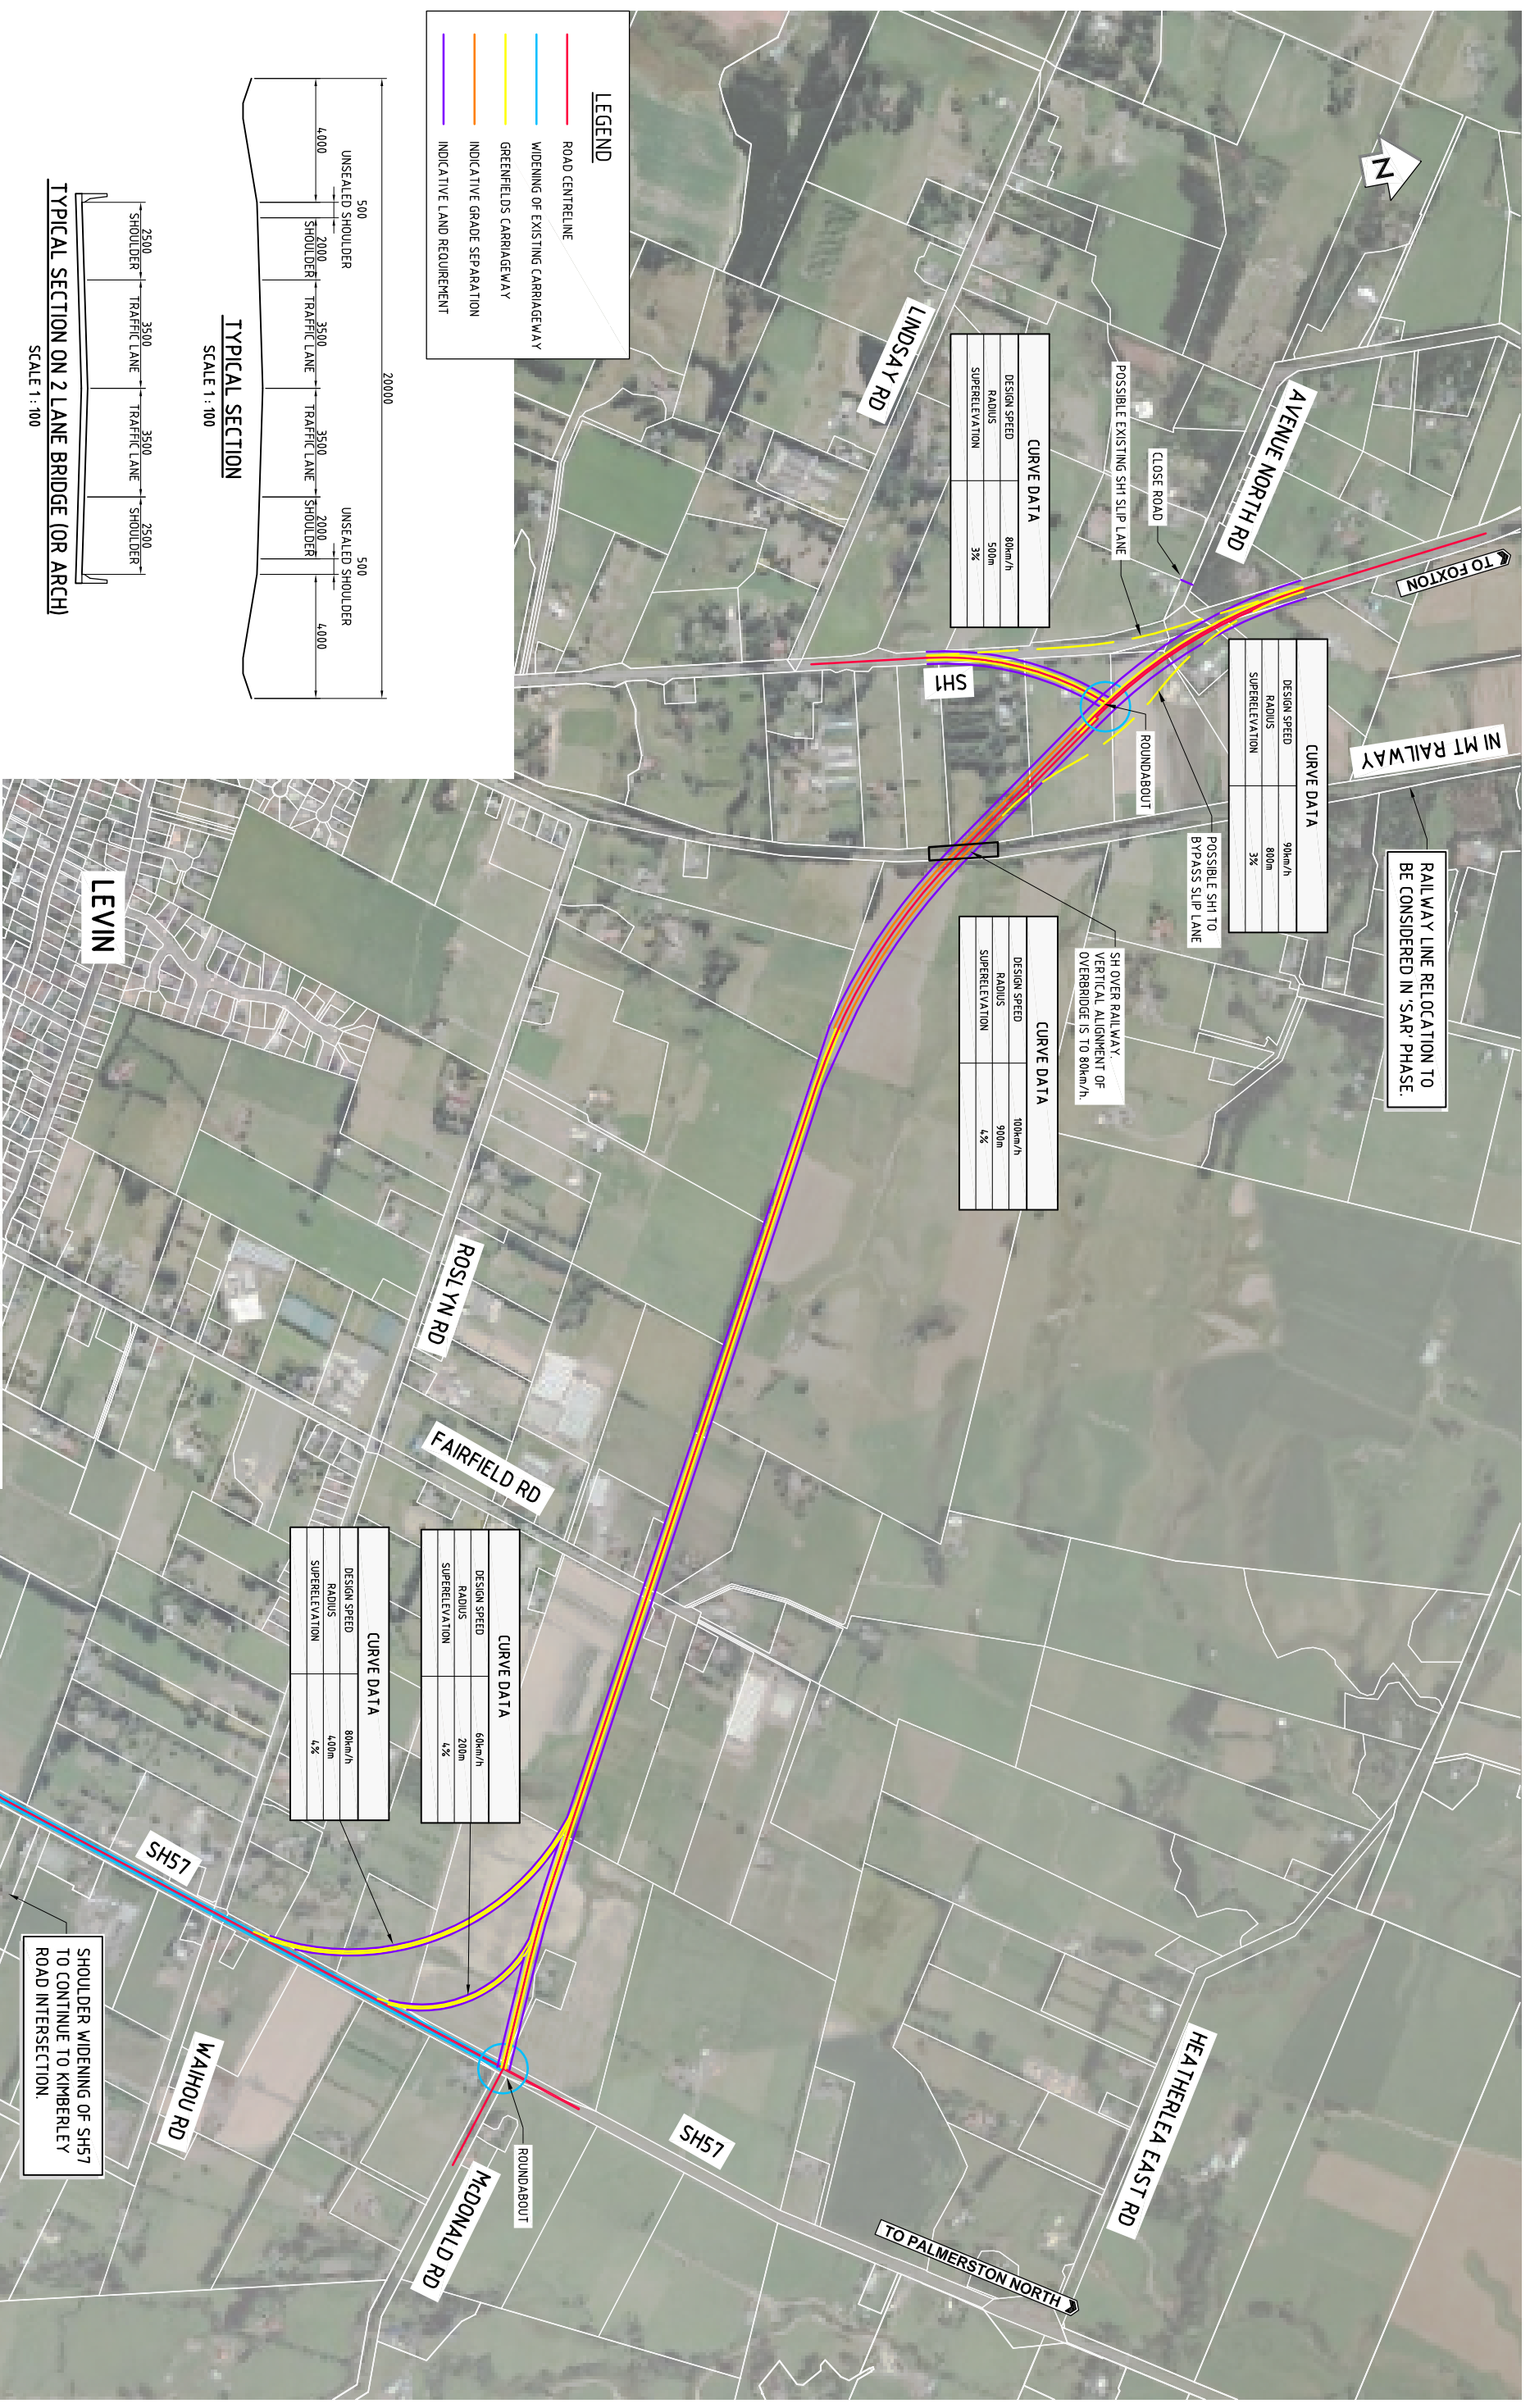 LEGEND
ROAD CENTRELINE
WIDENING OF EXISTING CARRIAGEWAY
GREENFIELDS CARRIAGEWAY
INDICATIVE GRADE SEPARATION
INDICATIVE LAND REQUIREMENT
20000
4000
500
UNSEALED SHOULDER
2000
SHOULDER
3500
TRAFFIC LANE
3500
TRAFFIC LANE
2000
SHOULDER
500
UNSEALED SHOULDER
4000
TYPICAL SECTION
SCALE 1 : 100
2500
SHOULDER
3500
TRAFFIC LANE
3500
TRAFFIC LANE
2500
SHOULDER
TYPICAL SECTION ON 2 LANE BRIDGE (OR ARCH)
SCALE 1 : 100
N
LINDSAY RD
AVENUE NORTH RD
TO FOXTON
CLOSE ROAD
POSSIBLE EXISTING SH1 SLIP LANE
CURVE DATA
DESIGN SPEED 80km/h
RADIUS 500m
SUPERELEVATION 3%
SH1
ROUNDABOUT
CURVE DATA
DESIGN SPEED 90km/h
RADIUS 800m
SUPERELEVATION 3%
NIMT RAILWAY
POSSIBLE SH1 TO
BYPASS SLIP LANE
RAILWAY LINE RELOCATION TO
BE CONSIDERED IN 'SAR' PHASE.
SH OVER RAILWAY.
VERTICAL ALIGNMENT OF
OVERBRIDGE IS TO 80km/h.
CURVE DATA
DESIGN SPEED 100km/h
RADIUS 900m
SUPERELEVATION 4%
LEVIN
ROSLYN RD
FAIRFIELD RD
CURVE DATA
DESIGN SPEED 60km/h
RADIUS 200m
SUPERELEVATION 4%
CURVE DATA
DESIGN SPEED 80km/h
RADIUS 400m
SUPERELEVATION 4%
SH57
SHOULDER WIDENING OF SH57
TO CONTINUE TO KIMBERLEY
ROAD INTERSECTION.
WAIHOU RD
ROUNDABOUT
McDONALD RD
SH57
HEATHERLEA EAST RD
TO PALMERSTON NORTH